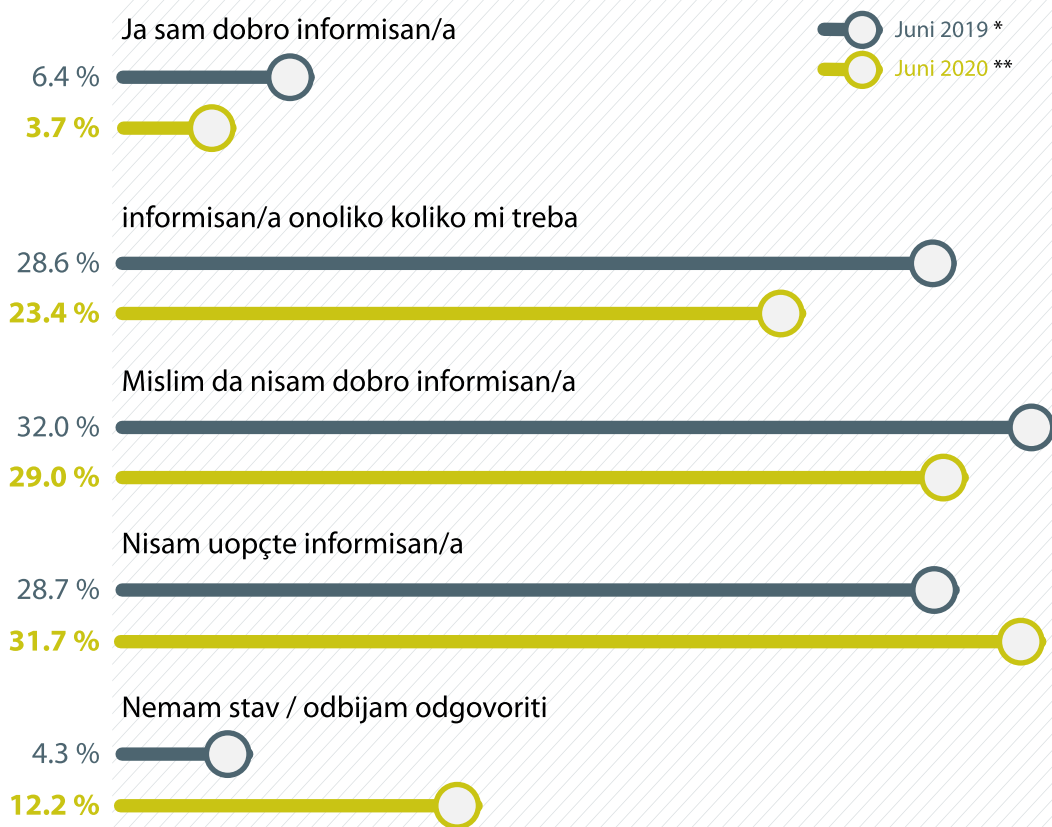 Ja sam dobro informisan/a
Juni 2019 *
Juni 2020 **
6.4 %
3.7 %
informisan/a onoliko koliko mi treba
28.6 %
23.4 %
Mislim da nisam dobro informisan/a
32.0 %
29.0 %
Nisam uopçte informisan/a
28.7 %
31.7 %
Nemam stav / odbijam odgovoriti
4.3 %
12.2 %